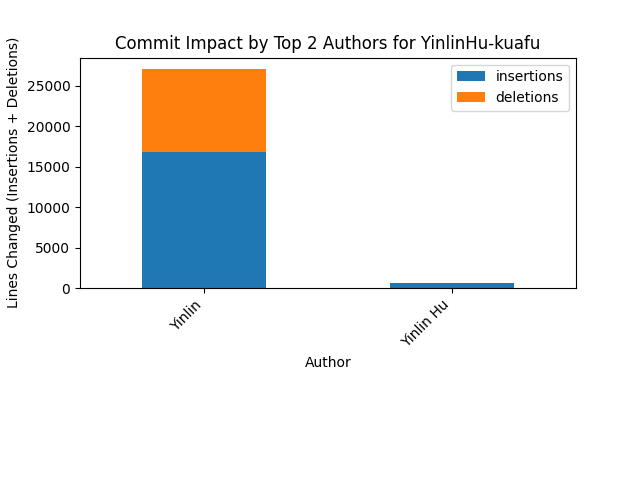 Commit Impact by Top 2 Authors for YinlinHu-kuafu
Lines Changed (Insertions + Deletions)
25000
20000
15000
10000
5000
0
insertions
deletions
Yinlin
Yinlin Hu
Author